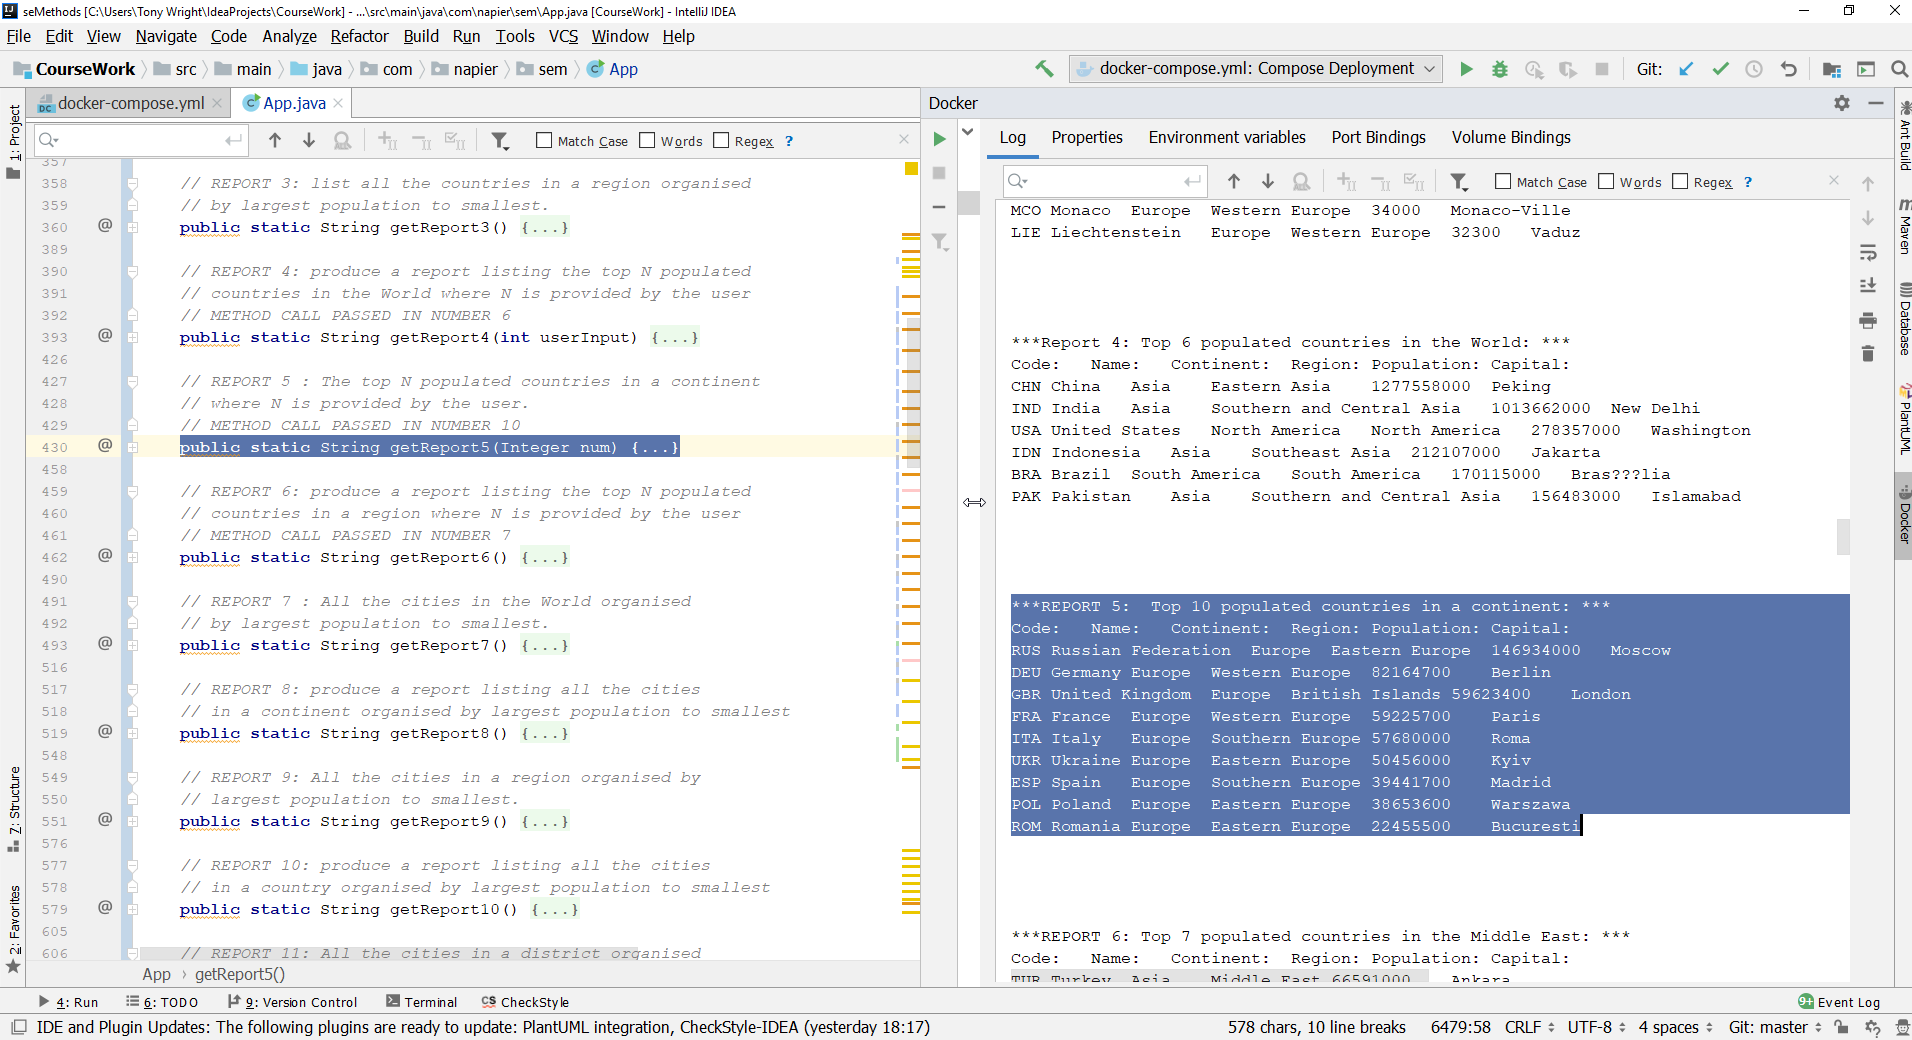 seMethods [C:\Users\Tony Wright\IdeaProjects\CourseWork] - ...\src\main\java\com\napier\sem\App.java [CourseWork] - IntelliJ IDEA
File Edit View Navigate Code Analyze Refactor Build Run Tools VCS Window Help
CourseWork src main java com napier sem App
docker-compose.yml: Compose Deployment Git:
1: Project
7: Structure
2: Favorites
docker-compose.yml App.java
Match Case Words Regex ?
357
358 // REPORT 3: list all the countries in a region organised
359 // by largest population to smallest.
360 @ public static String getReport3() {...}
389
390 // REPORT 4: produce a report listing the top N populated
391 // countries in the World where N is provided by the user
392 // METHOD CALL PASSED IN NUMBER 6
393 @ public static String getReport4(int userInput) {...}
426
427 // REPORT 5 : The top N populated countries in a continent
428 // where N is provided by the user.
429 // METHOD CALL PASSED IN NUMBER 10
430 @ public static String getReport5(Integer num) {...}
458
459 // REPORT 6: produce a report listing the top N populated
460 // countries in a region where N is provided by the user
461 // METHOD CALL PASSED IN NUMBER 7
462 @ public static String getReport6() {...}
490
491 // REPORT 7 : All the cities in the World organised
492 // by largest population to smallest.
493 @ public static String getReport7() {...}
516
517 // REPORT 8: produce a report listing all the cities
518 // in a continent organised by largest population to smallest
519 @ public static String getReport8() {...}
548
549 // REPORT 9: All the cities in a region organised by
550 // largest population to smallest.
551 @ public static String getReport9() {...}
576
577 // REPORT 10: produce a report listing all the cities
578 // in a country organised by largest population to smallest
579 @ public static String getReport10() {...}
605
606 // REPORT 11: All the cities in a district organised
App › getReport5()
Docker
Log Properties Environment variables Port Bindings Volume Bindings
Match Case Words Regex ?
MCO Monaco Europe Western Europe 34000 Monaco-Ville
LIE Liechtenstein Europe Western Europe 32300 Vaduz
***Report 4: Top 6 populated countries in the World: ***
Code: Name: Continent: Region: Population: Capital:
CHN China Asia Eastern Asia 1277558000 Peking
IND India Asia Southern and Central Asia 1013662000 New Delhi
USA United States North America North America 278357000 Washington
IDN Indonesia Asia Southeast Asia 212107000 Jakarta
BRA Brazil South America South America 170115000 Bras???lia
PAK Pakistan Asia Southern and Central Asia 156483000 Islamabad
***REPORT 5: Top 10 populated countries in a continent: ***
Code: Name: Continent: Region: Population: Capital:
RUS Russian Federation Europe Eastern Europe 146934000 Moscow
DEU Germany Europe Western Europe 82164700 Berlin
GBR United Kingdom Europe British Islands 59623400 London
FRA France Europe Western Europe 59225700 Paris
ITA Italy Europe Southern Europe 57680000 Roma
UKR Ukraine Europe Eastern Europe 50456000 Kyiv
ESP Spain Europe Southern Europe 39441700 Madrid
POL Poland Europe Eastern Europe 38653600 Warszawa
ROM Romania Europe Eastern Europe 22455500 Bucuresti
***REPORT 6: Top 7 populated countries in the Middle East: ***
Code: Name: Continent: Region: Population: Capital:
TUR Turkey Asia Middle East 66591000 Ankara
Ant Build
Maven
Database
PlantUML
Docker
4: Run 6: TODO 9: Version Control Terminal CS CheckStyle 9+ Event Log
IDE and Plugin Updates: The following plugins are ready to update: PlantUML integration, CheckStyle-IDEA (yesterday 18:17) 578 chars, 10 line breaks 6479:58 CRLF UTF-8 4 spaces Git: master